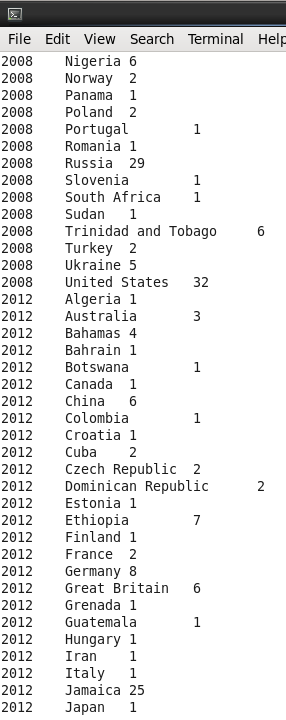 File Edit View Search Terminal Help
2008 Nigeria 6
2008 Norway 2
2008 Panama 1
2008 Poland 2
2008 Portugal 1
2008 Romania 1
2008 Russia 29
2008 Slovenia 1
2008 South Africa 1
2008 Sudan 1
2008 Trinidad and Tobago 6
2008 Turkey 2
2008 Ukraine 5
2008 United States 32
2012 Algeria 1
2012 Australia 3
2012 Bahamas 4
2012 Bahrain 1
2012 Botswana 1
2012 Canada 1
2012 China 6
2012 Colombia 1
2012 Croatia 1
2012 Cuba 2
2012 Czech Republic 2
2012 Dominican Republic 2
2012 Estonia 1
2012 Ethiopia 7
2012 Finland 1
2012 France 2
2012 Germany 8
2012 Great Britain 6
2012 Grenada 1
2012 Guatemala 1
2012 Hungary 1
2012 Iran 1
2012 Italy 1
2012 Jamaica 25
2012 Japan 1